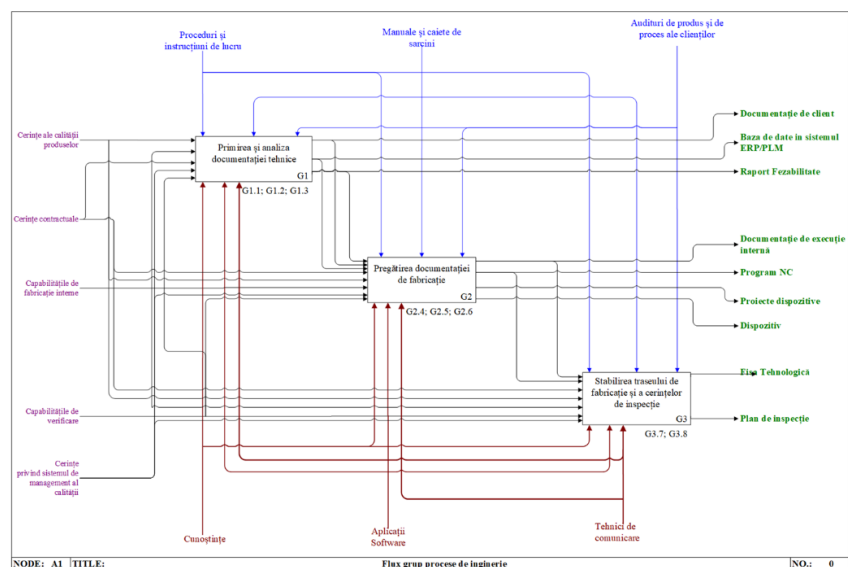 Proceduri și
instrucțiuni de lucru
Manuale și caiete de
sarcini
Audituri de produs și de
proces ale clienților
Cerințe ale calității
produselor
Cerințe contractuale
Capabilitățile de
fabricație interne
Capabilitățile de
verificare
Cerințe
privind sistemul de
management al
calității
Primirea și analiza
documentației tehnice
G1
G1.1; G1.2; G1.3
Pregătirea documentației
de fabricație
G2
G2.4; G2.5; G2.6
Stabilirea traseului de
fabricație și a cerințelor
de inspecție
G3
G3.7; G3.8
Documentație de client
Baza de date in sistemul
ERP/PLM
Raport Fezabilitate
Documentație de execuție
internă
Program NC
Proiecte dispozitive
Dispozitiv
Fișa Tehnologică
Plan de inspecție
Cunoștințe
Aplicații
Software
Tehnici de
comunicare
NODE: A1 TITLE: Flux grup procese de inginerie NO.: 0